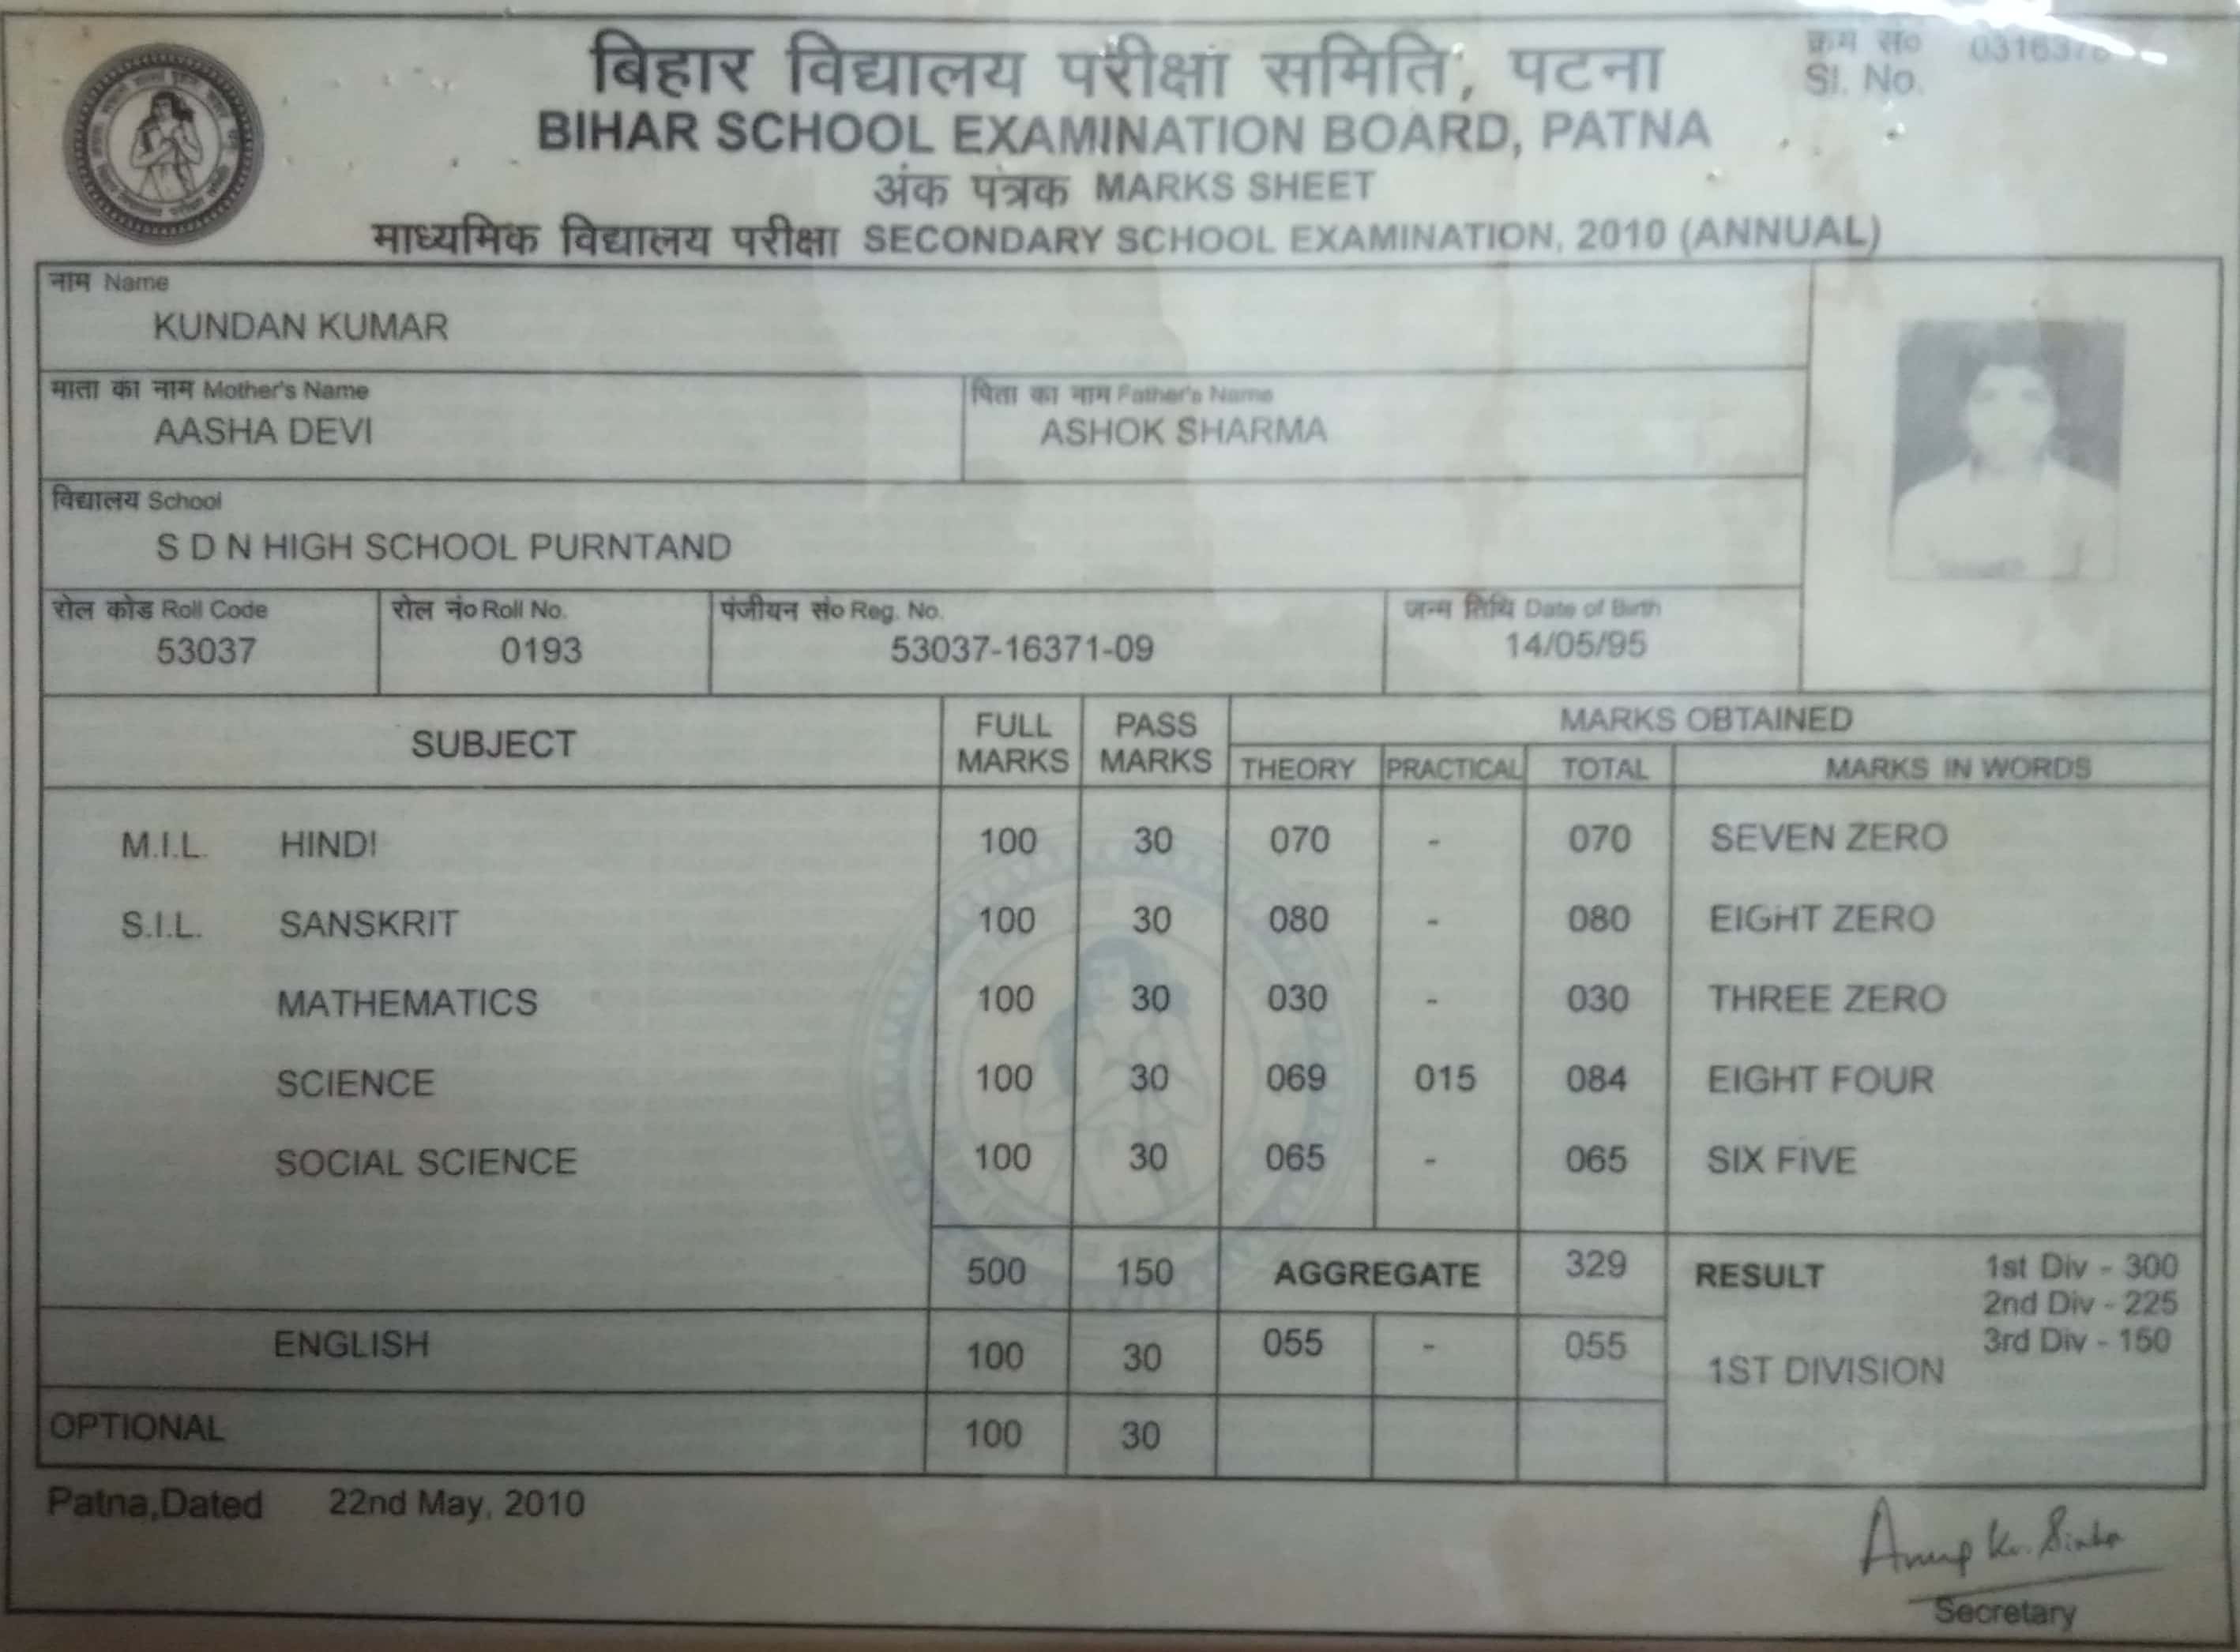 बिहार विद्यालय परीक्षा समिति, पटना
क्रम सं०
Sl. No.
BIHAR SCHOOL EXAMINATION BOARD, PATNA
अंक पत्रक MARKS SHEET
माध्यमिक विद्यालय परीक्षा SECONDARY SCHOOL EXAMINATION, 2010 (ANNUAL)
नाम Name
KUNDAN KUMAR
माता का नाम Mother's Name पिता का नाम Father's Name
AASHA DEVI ASHOK SHARMA
विद्यालय School
S D N HIGH SCHOOL PURNTAND
रोल कोड Roll Code रोल नं० Roll No. पंजीयन सं० Reg. No. जन्म तिथि Date of Birth
53037 0193 53037-16371-09 14/05/95
SUBJECT FULL MARKS PASS MARKS MARKS OBTAINED
THEORY PRACTICAL TOTAL MARKS IN WORDS
M.I.L. HINDI 100 30 070 - 070 SEVEN ZERO
S.I.L. SANSKRIT 100 30 080 - 080 EIGHT ZERO
MATHEMATICS 100 30 030 - 030 THREE ZERO
SCIENCE 100 30 069 015 084 EIGHT FOUR
SOCIAL SCIENCE 100 30 065 - 065 SIX FIVE
500 150 AGGREGATE 329 RESULT 1st Div - 300
2nd Div - 225
ENGLISH 100 30 055 - 055 3rd Div - 150
1ST DIVISION
OPTIONAL 100 30
Patna,Dated 22nd May, 2010
Anup Kr. Sinha
Secretary